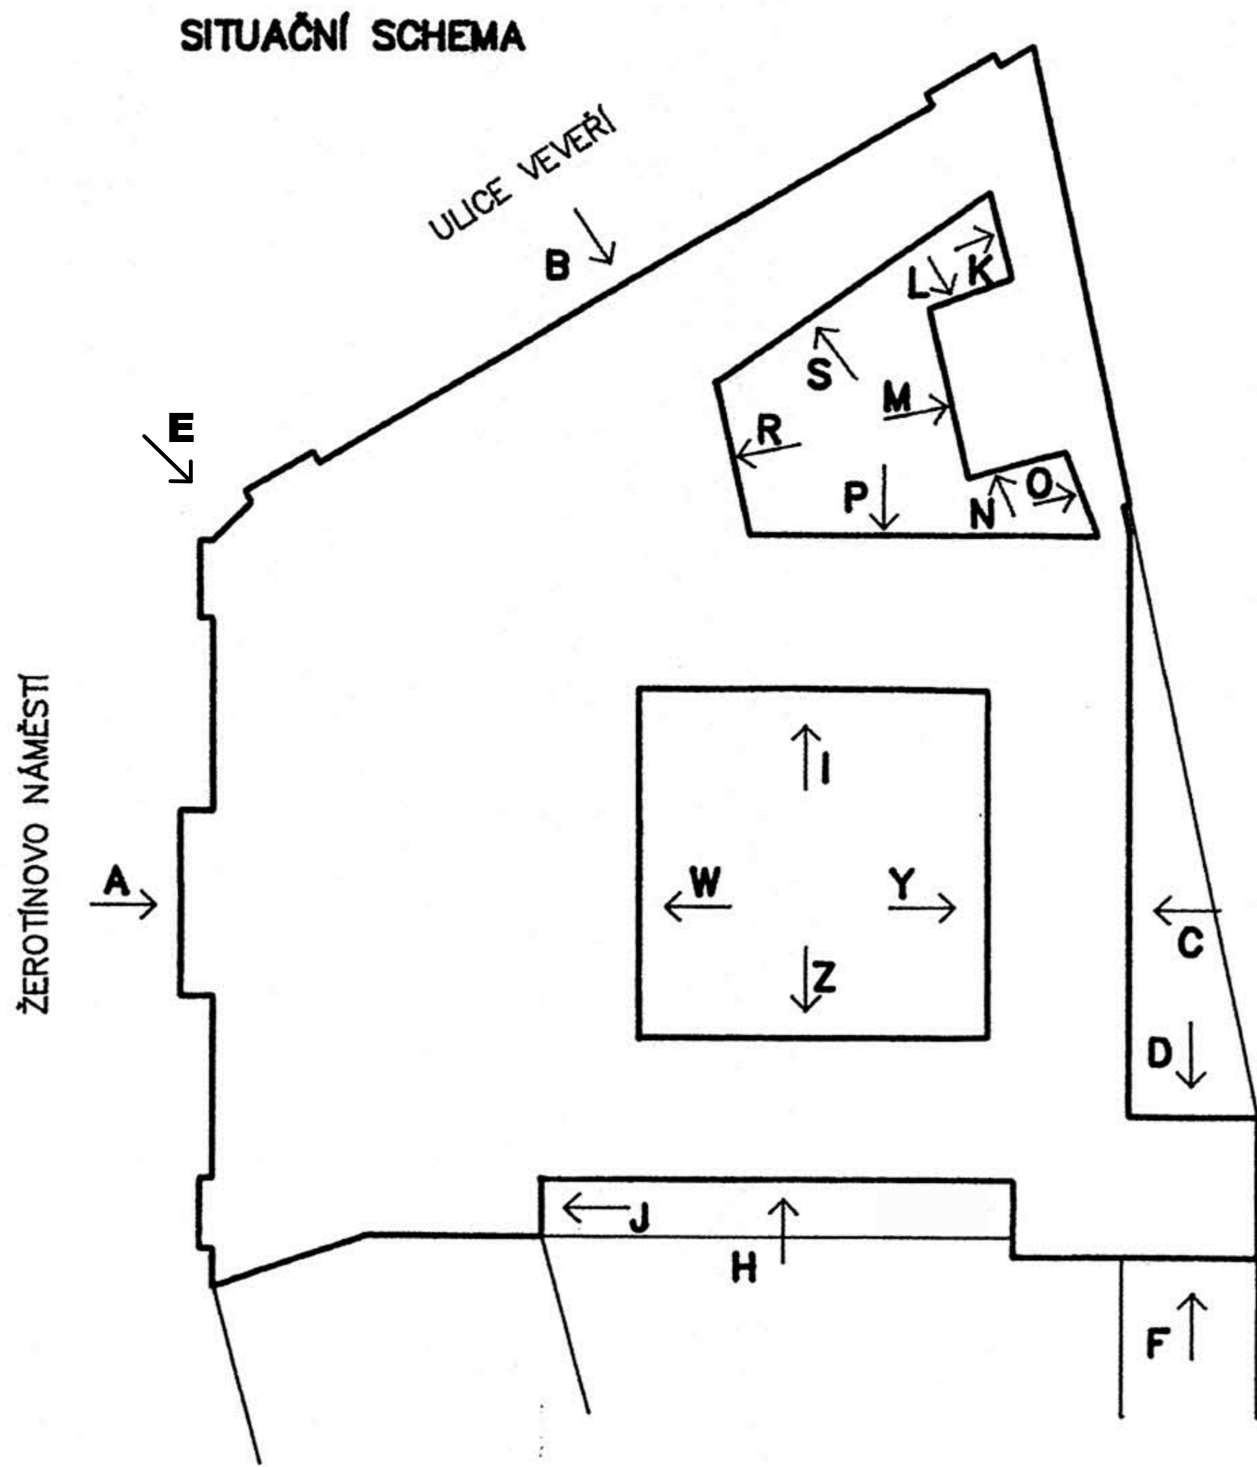 SITUAČNÍ SCHEMA
ULICE VEVEŘÍ
B
L
K
S
M
E
R
P
N
O
ŽEROTÍNOVO NÁMĚSTÍ
I
A
W
Y
C
Z
D
J
H
F